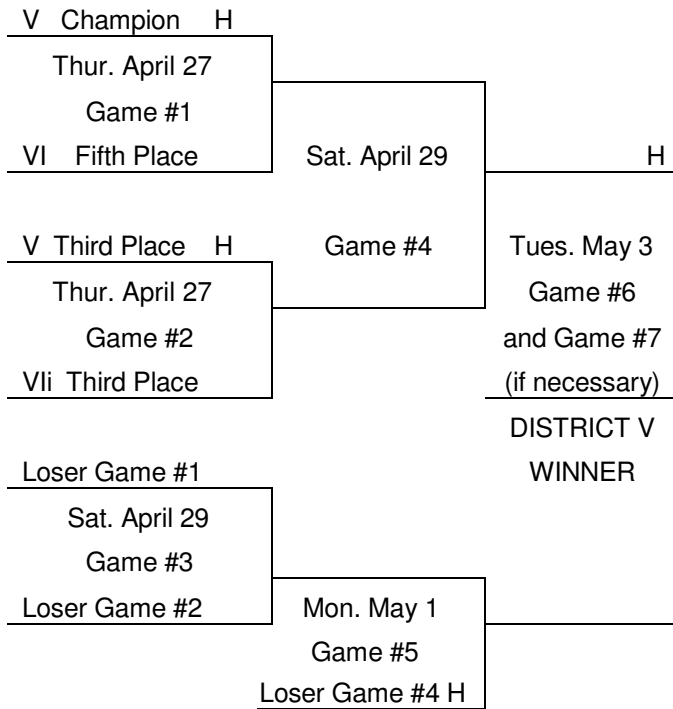 V Champion H
Thur. April 27
Game #1
VI Fifth Place
Sat. April 29
H
V Third Place H
Game #4
Tues. May 3
Thur. April 27
Game #6
Game #2
and Game #7
VIi Third Place
(if necessary)
DISTRICT V
Loser Game #1
WINNER
Sat. April 29
Game #3
Loser Game #2
Mon. May 1
Game #5
Loser Game #4 H